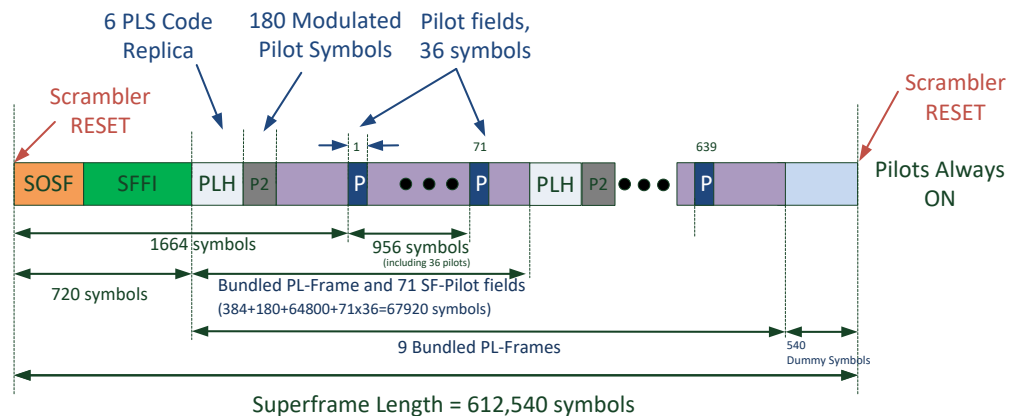 6 PLS Code
Replica
180 Modulated
Pilot Symbols
Pilot fields,
36 symbols
Scrambler
RESET
Scrambler
RESET
1
71
639
SOSF
SFFI
PLH
P2
P
P
PLH
P2
P
Pilots Always
ON
1664 symbols
956 symbols
(including 36 pilots)
720 symbols
Bundled PL-Frame and 71 SF-Pilot fields
(384+180+64800+71x36=67920 symbols)
9 Bundled PL-Frames
540
Dummy Symbols
Superframe Length = 612,540 symbols